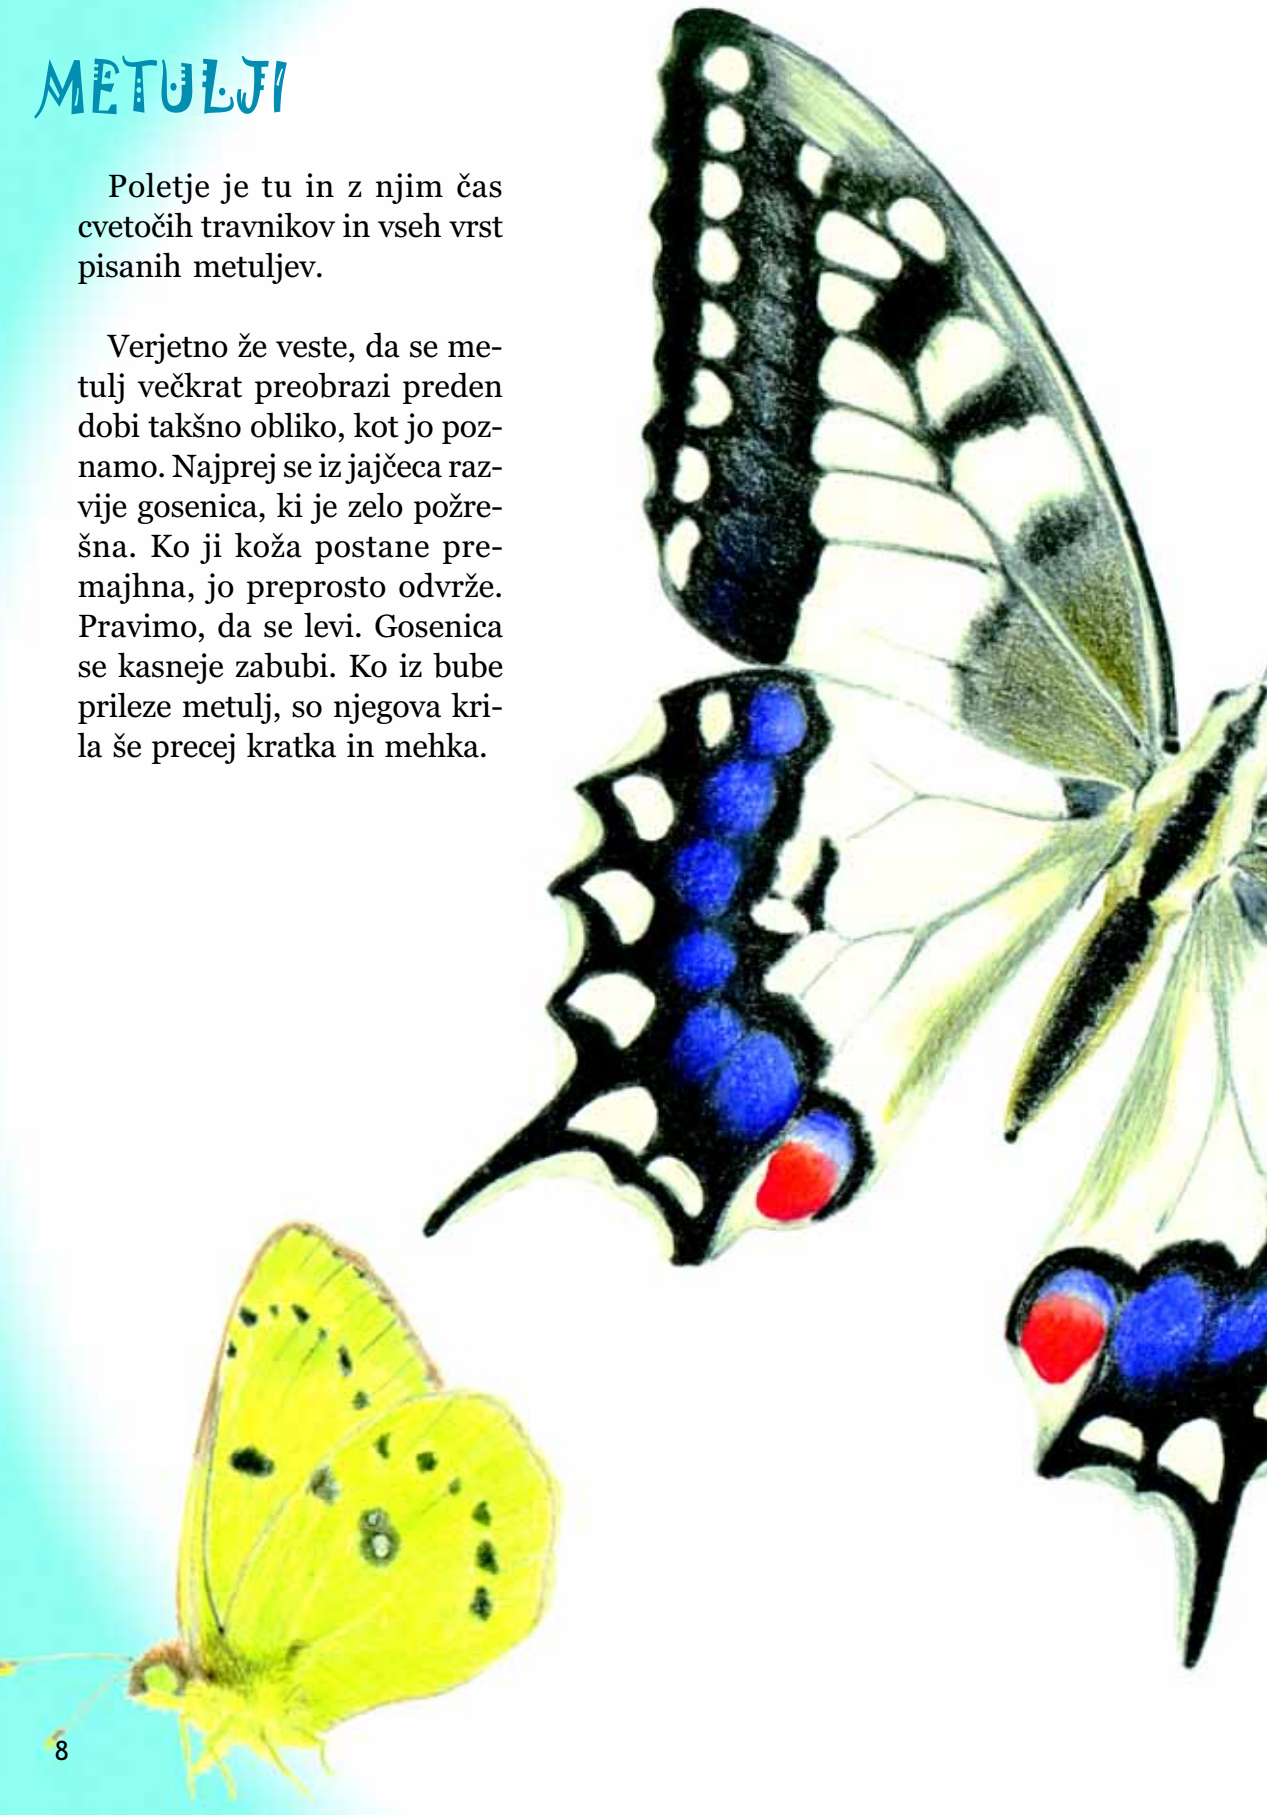 METULJI
Poletje je tu in z njim čas
cvetočih travnikov in vseh vrst
pisanih metuljev.
Verjetno že veste, da se me-
tulj večkrat preobrazi preden
dobi takšno obliko, kot jo poz-
namo. Najprej se iz jajčeca raz-
vije gosenica, ki je zelo požre-
šna. Ko ji koža postane pre-
majhna, jo preprosto odvrže.
Pravimo, da se levi. Gosenica
se kasneje zabubi. Ko iz bube
prileze metulj, so njegova kri-
la še precej kratka in mehka.
8